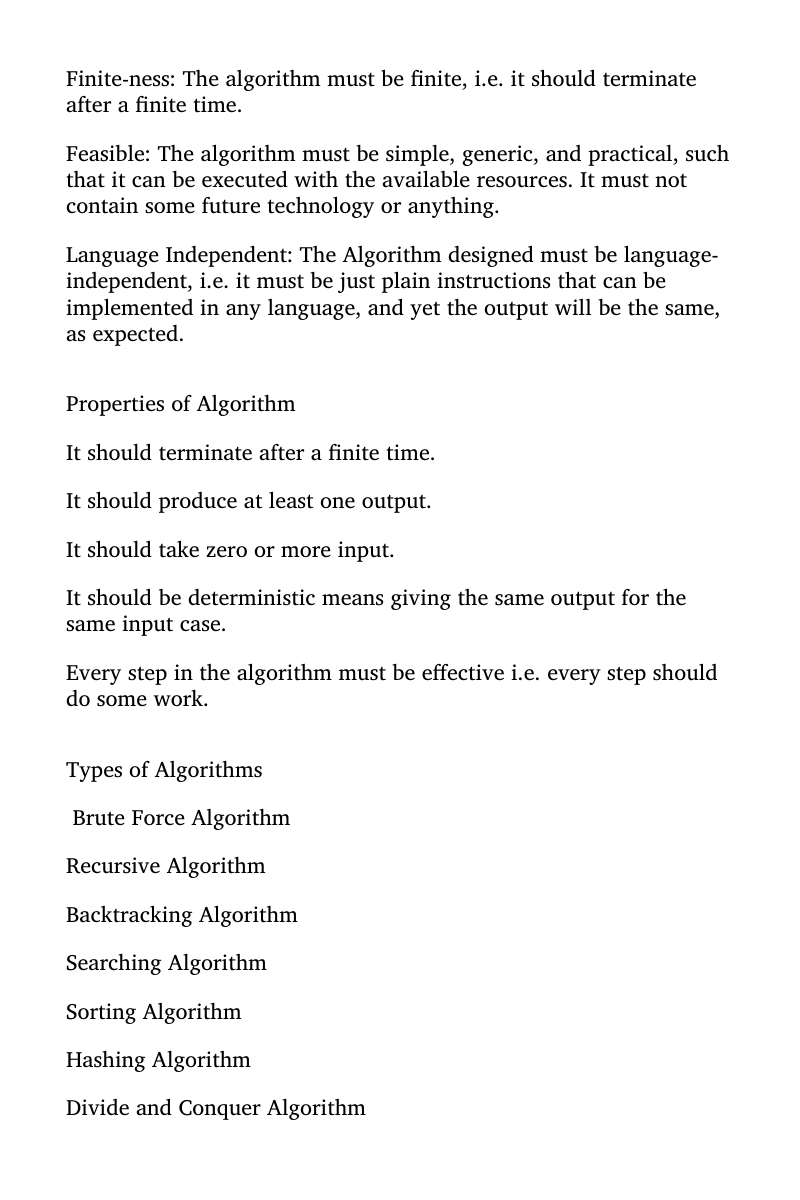 Finite-ness: The algorithm must be finite, i.e. it should terminate
after a finite time.
Feasible: The algorithm must be simple, generic, and practical, such
that it can be executed with the available resources. It must not
contain some future technology or anything.
Language Independent: The Algorithm designed must be language-
independent, i.e. it must be just plain instructions that can be
implemented in any language, and yet the output will be the same,
as expected.
Properties of Algorithm
It should terminate after a finite time.
It should produce at least one output.
It should take zero or more input.
It should be deterministic means giving the same output for the
same input case.
Every step in the algorithm must be effective i.e. every step should
do some work.
Types of Algorithms
Brute Force Algorithm
Recursive Algorithm
Backtracking Algorithm
Searching Algorithm
Sorting Algorithm
Hashing Algorithm
Divide and Conquer Algorithm